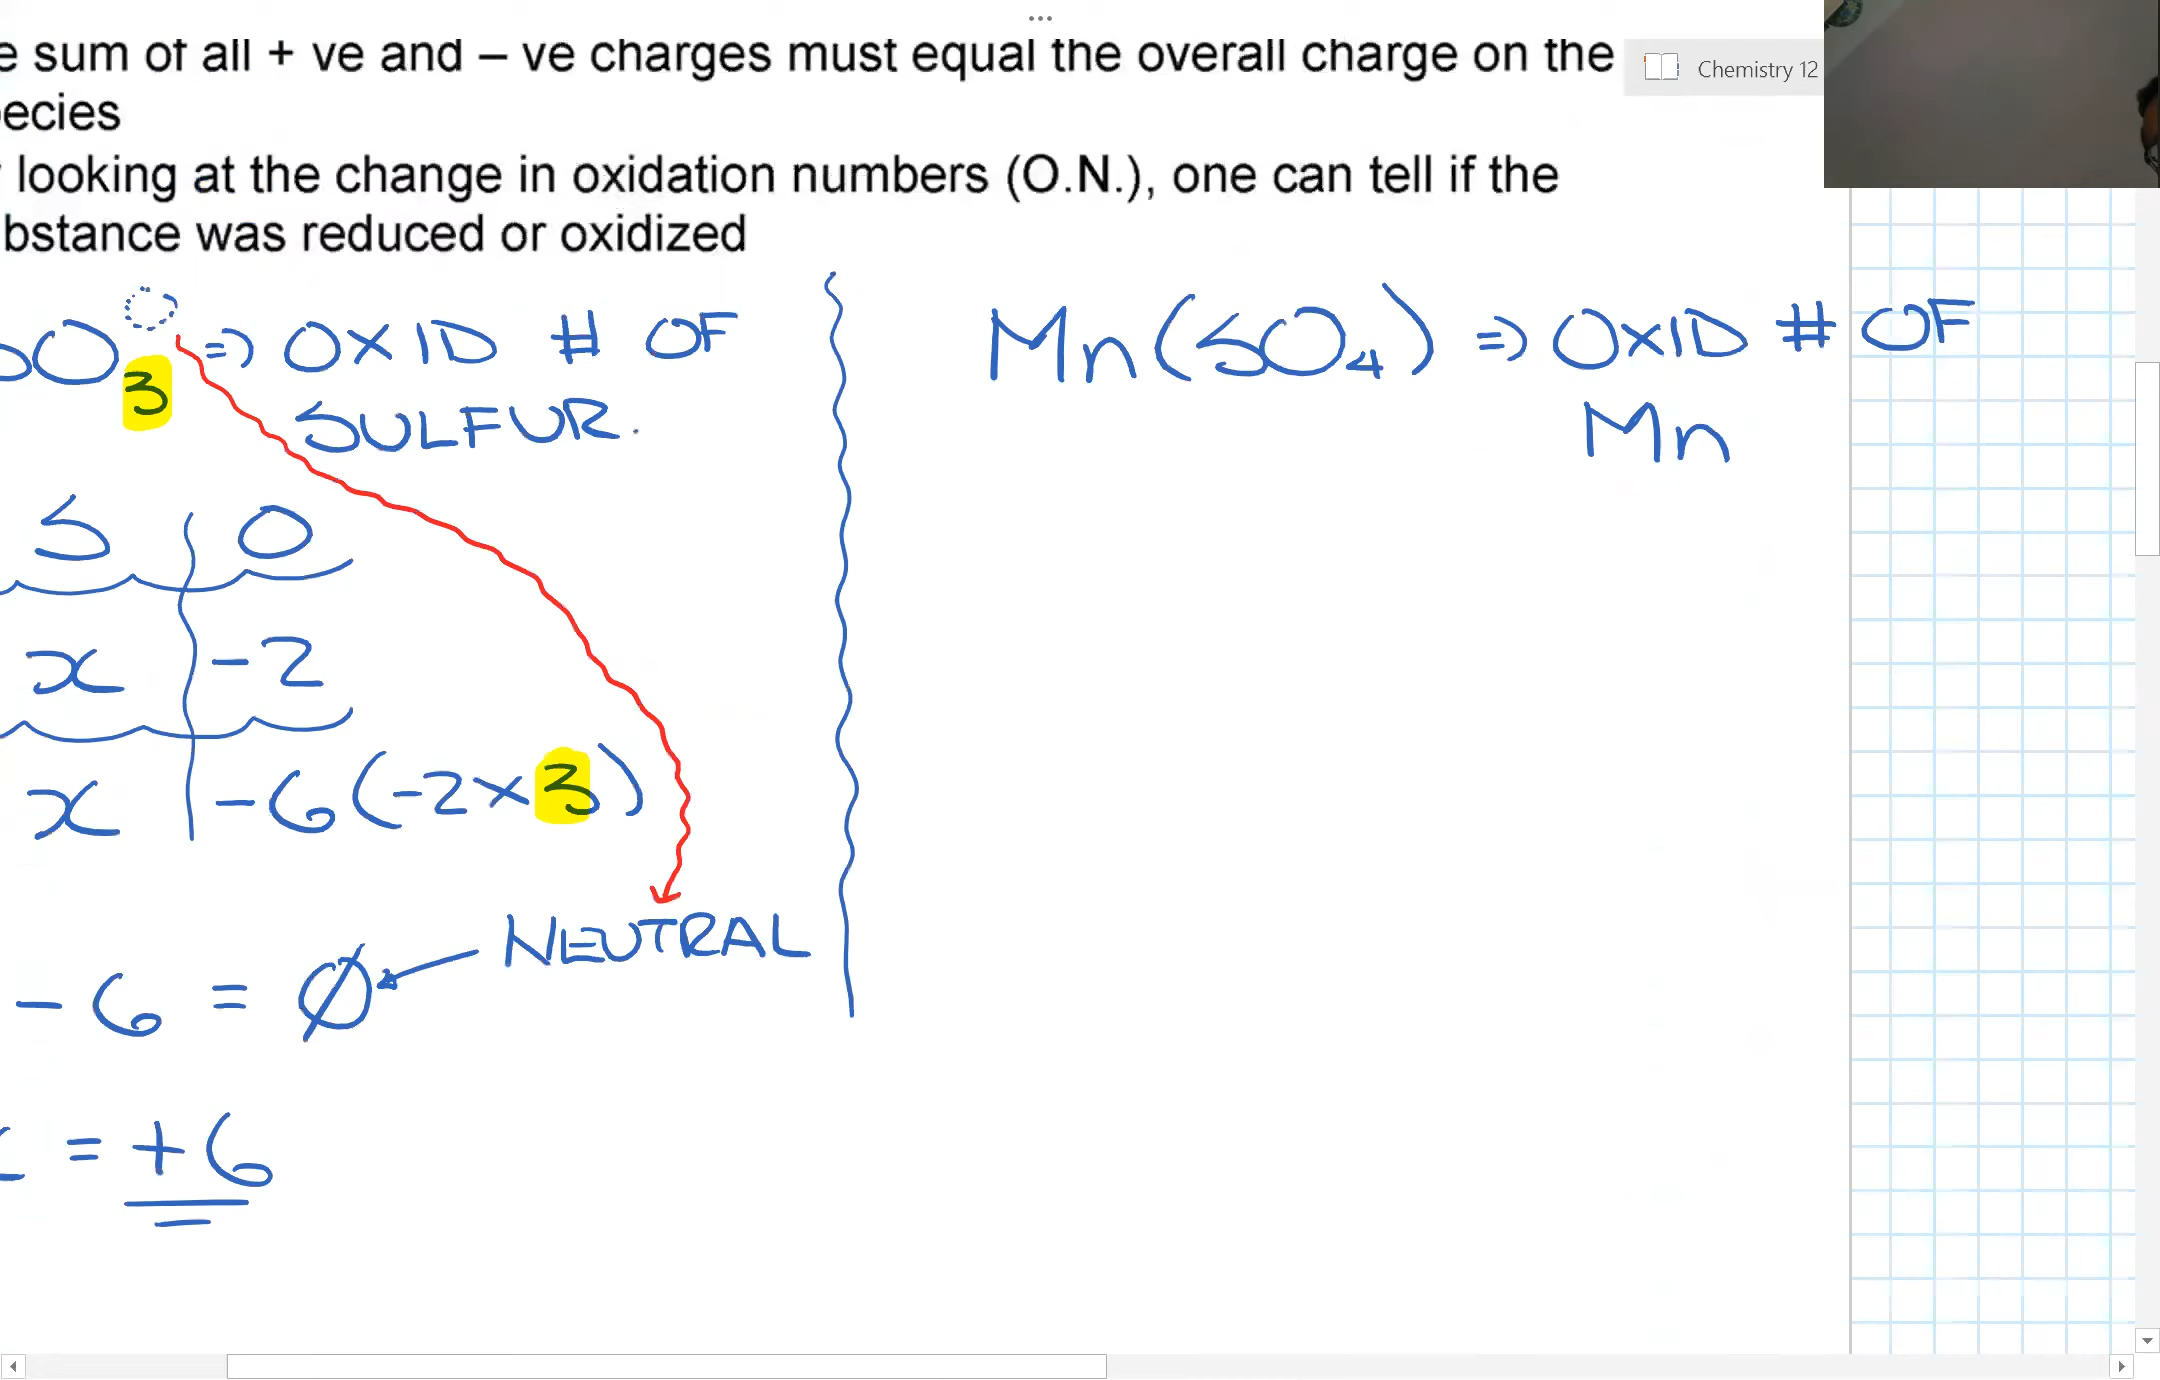 e sum of all + ve and – ve charges must equal the overall charge on the
Chemistry 12
ecies
looking at the change in oxidation numbers (O.N.), one can tell if the
bstance was reduced or oxidized
SO3 => OXID # OF
SULFUR.
S | O
x | -2
x | -6 (-2 x 3)
NEUTRAL
- 6 = Ø
= +6
Mn(SO4) => OXID # OF
Mn